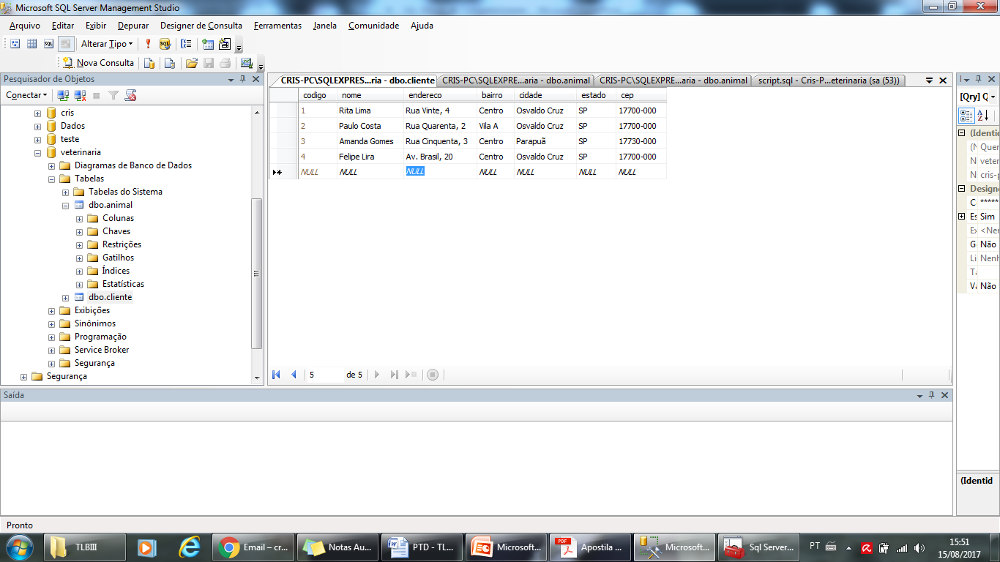 Microsoft SQL Server Management Studio
Arquivo Editar Exibir Depurar Designer de Consulta Ferramentas Janela Comunidade Ajuda
SQL Alterar Tipo SQL
Nova Consulta
Pesquisador de Objetos
Conectar
cris
Dados
teste
veterinaria
Diagramas de Banco de Dados
Tabelas
Tabelas do Sistema
dbo.animal
Colunas
Chaves
Restrições
Gatilhos
Índices
Estatísticas
dbo.cliente
Exibições
Sinônimos
Programação
Service Broker
Segurança
Segurança
CRIS-PC\SQLEXPRES...ria - dbo.cliente CRIS-PC\SQLEXPRE...aria - dbo.animal CRIS-PC\SQLEXPRE...aria - dbo.animal script.sql - Cris-P...eterinaria (sa (53))
codigo nome endereco bairro cidade estado cep
1 Rita Lima Rua Vinte, 4 Centro Osvaldo Cruz SP 17700-000
2 Paulo Costa Rua Quarenta, 2 Vila A Osvaldo Cruz SP 17700-000
3 Amanda Gomes Rua Cinquenta, 3 Centro Parapuã SP 17730-000
4 Felipe Lira Av. Brasil, 20 Centro Osvaldo Cruz SP 17700-000
NULL NULL NULL NULL NULL NULL NULL
5 de 5
[Qry] Q
(Identid
(N Quer
N veter
N cris-p
Designe
C *****
Es Sim
Ex <Nen
G Não
Li Nenh
Ta
Va Não
(Identid
Saída
Pronto
TLBIII Email – cr... Notas Au... PTD - TL... Microsoft... PDF Apostila ... Microsoft... Sql Server... PT 15:51
15/08/2017